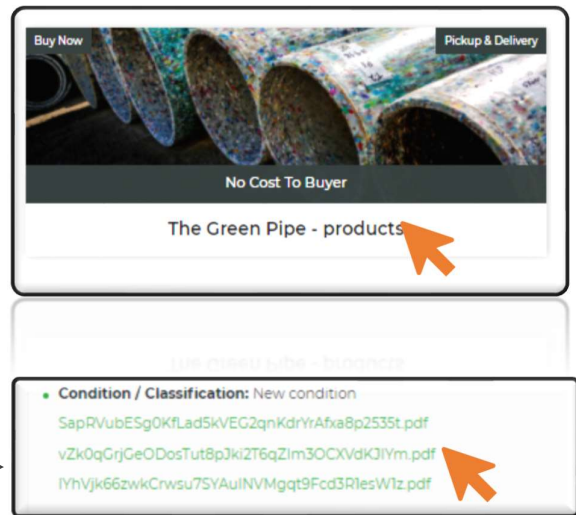 Buy Now
Pickup & Delivery
No Cost To Buyer
The Green Pipe - products
Condition / Classification: New condition
SapRVubESg0KfLad5kVEG2qnKdrYrAfxa8p2535t.pdf
vZk0qGrjGeODosTut8pJki2T6qZIm3OCXVdKJIYm.pdf
IYhVjk66zwkCrwsu7SYAuINVMgqt9Fcd3RlesW1z.pdf